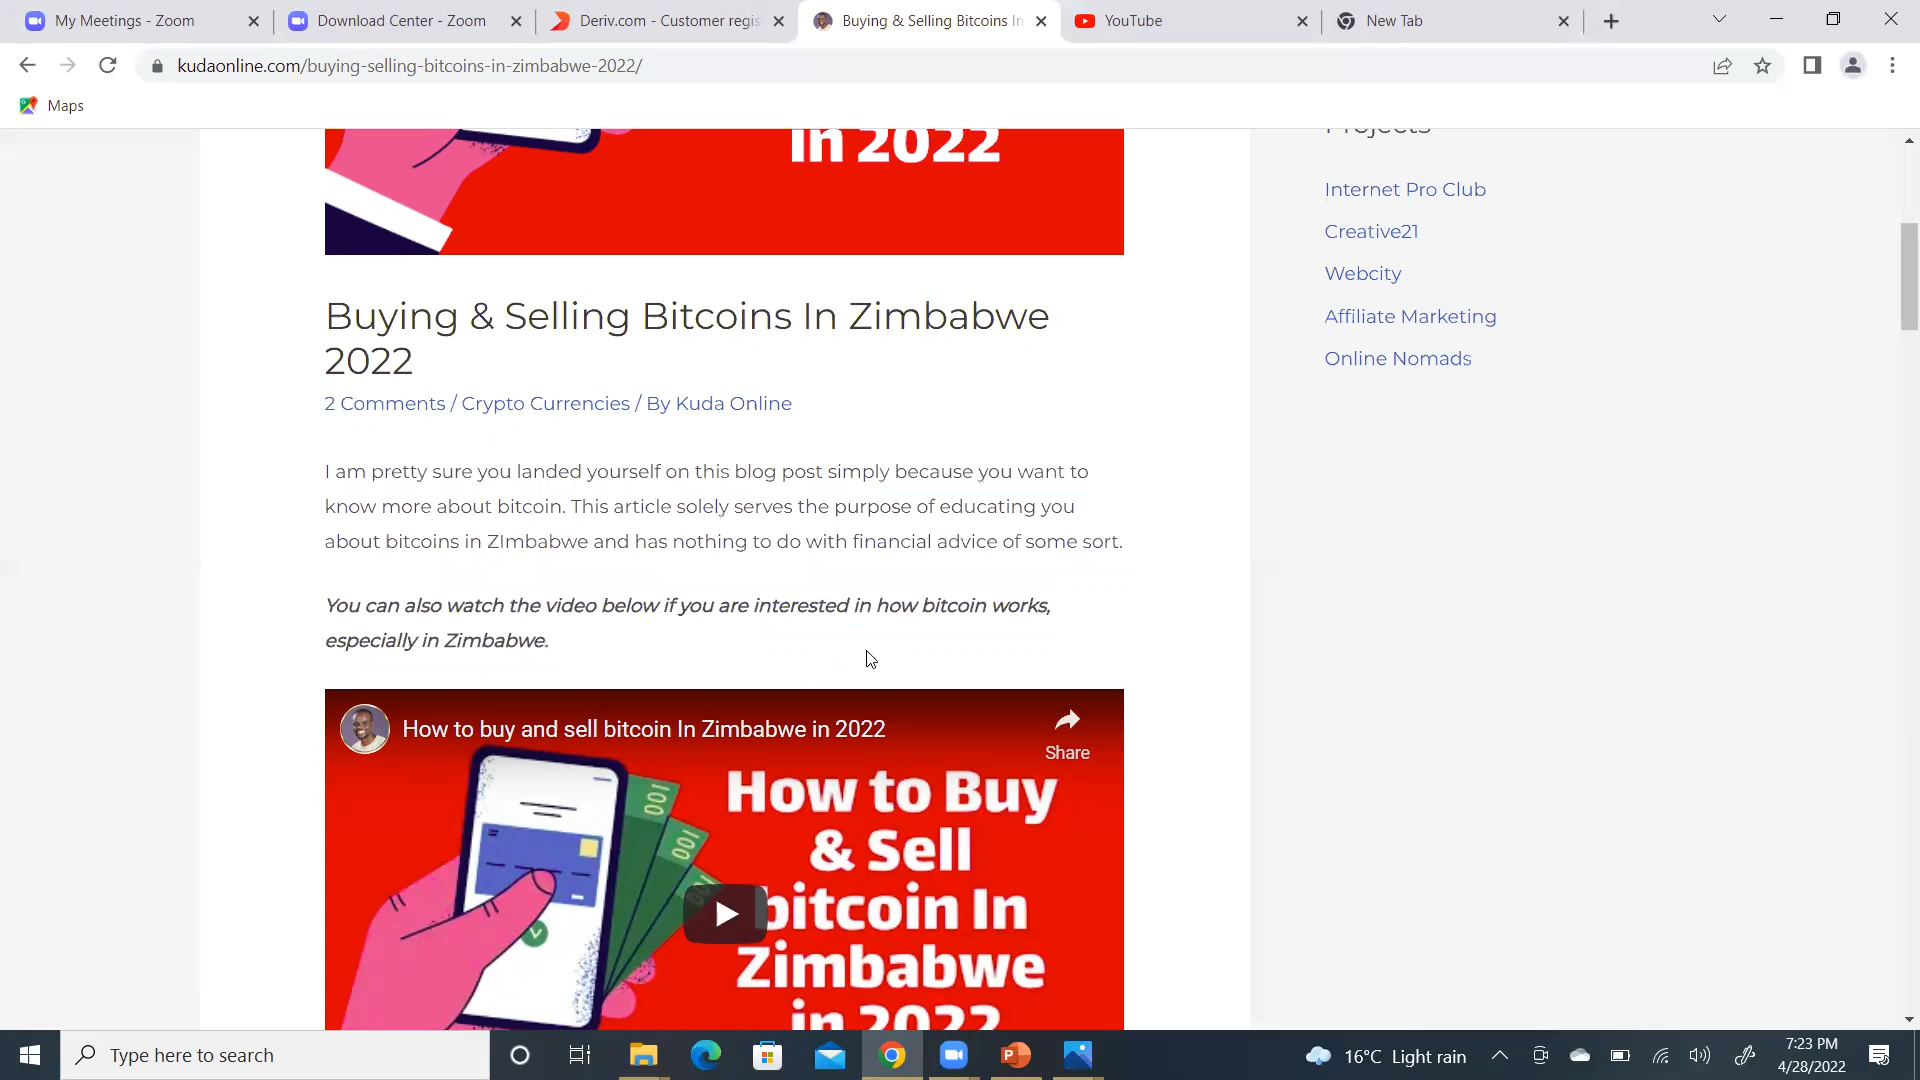 My Meetings - Zoom
Download Center - Zoom
Deriv.com - Customer regis
Buying & Selling Bitcoins In
YouTube
New Tab
kudaonline.com/buying-selling-bitcoins-in-zimbabwe-2022/
Maps
in 2022
Projects
Internet Pro Club
Creative21
Webcity
Affiliate Marketing
Online Nomads
Buying & Selling Bitcoins In Zimbabwe
2022
2 Comments / Crypto Currencies / By Kuda Online
I am pretty sure you landed yourself on this blog post simply because you want to
know more about bitcoin. This article solely serves the purpose of educating you
about bitcoins in ZImbabwe and has nothing to do with financial advice of some sort.
You can also watch the video below if you are interested in how bitcoin works,
especially in Zimbabwe.
How to buy and sell bitcoin In Zimbabwe in 2022
Share
100
100
How to Buy
& Sell
bitcoin In
Zimbabwe
in 2022
Type here to search
16°C Light rain
7:23 PM
4/28/2022